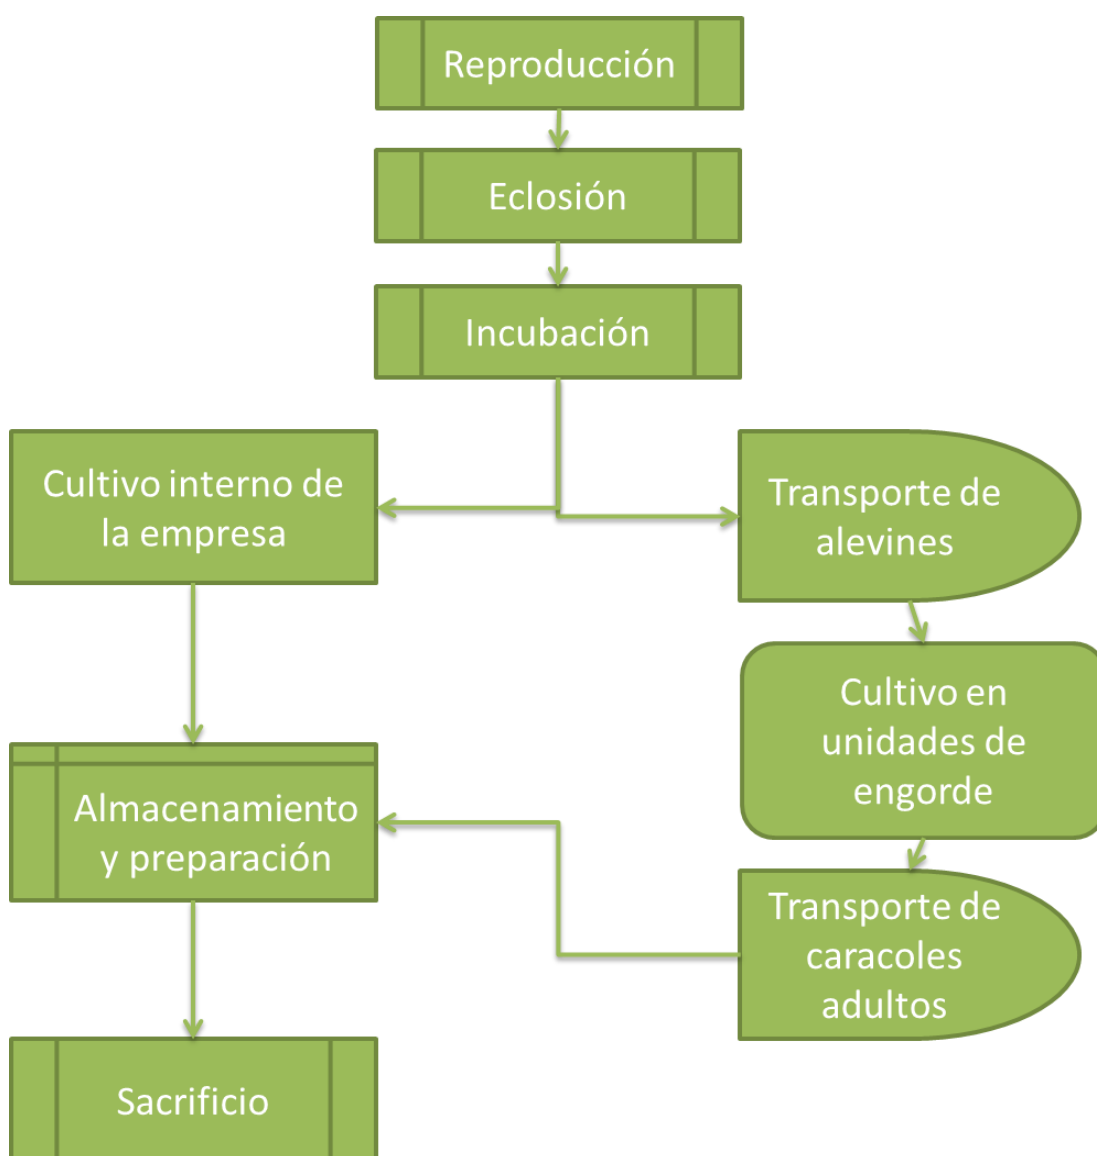 Reproducción
Eclosión
Incubación
Cultivo interno de
la empresa
Transporte de
alevines
Cultivo en
unidades de
engorde
Almacenamiento
y preparación
Transporte de
caracoles
adultos
Sacrificio